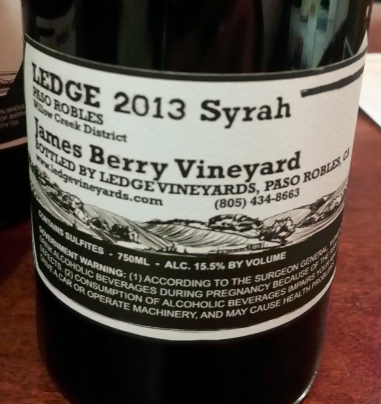 LEDGE 2013 Syrah
PASO ROBLES
Willow Creek District
James Berry Vineyard
BOTTLED BY LEDGE VINEYARDS, PASO ROBLES, CA
www.ledgevineyards.com (805) 434-8663
CONTAINS SULFITES - 750ML - ALC. 15.5% BY VOLUME
GOVERNMENT WARNING: (1) ACCORDING TO THE SURGEON GENERAL
DRINK ALCOHOLIC BEVERAGES DURING PREGNANCY BECAUSE OF THE
DEFECTS. (2) CONSUMPTION OF ALCOHOLIC BEVERAGES IMPAIRS
DRIVE A CAR OR OPERATE MACHINERY, AND MAY CAUSE HEALTH